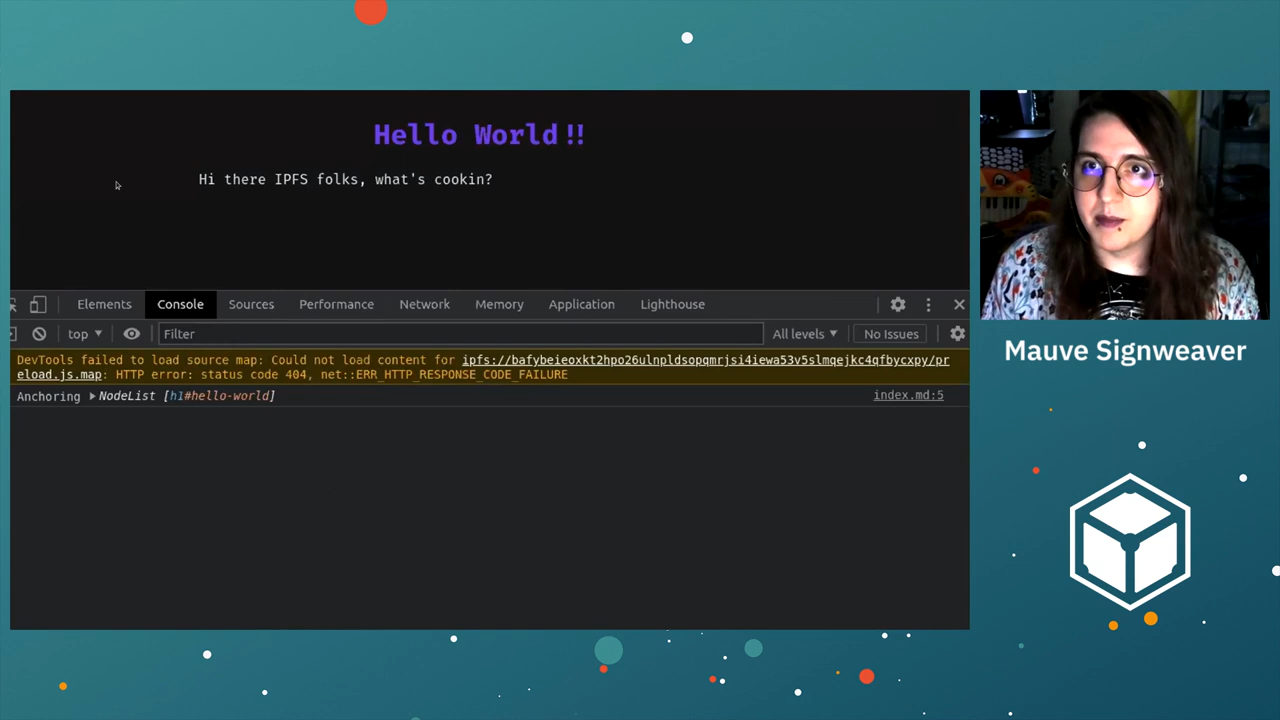 Hello World!!
Hi there IPFS folks, what's cookin?
Elements Console Sources Performance Network Memory Application Lighthouse
top Filter All levels No Issues
DevTools failed to load source map: Could not load content for ipfs://bafybeieoxkt2hpo26ulnpldsopqmrjsi4iewa53v5slmqejkc4qfbycxpy/pr
eload.js.map: HTTP error: status code 404, net::ERR_HTTP_RESPONSE_CODE_FAILURE
Anchoring NodeList [h1#hello-world] index.md:5
Mauve Signweaver